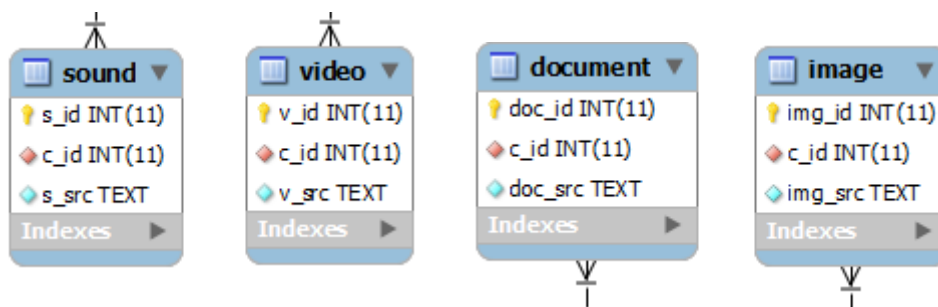 sound
s_id INT(11)
c_id INT(11)
s_src TEXT
Indexes
video
v_id INT(11)
c_id INT(11)
v_src TEXT
Indexes
document
doc_id INT(11)
c_id INT(11)
doc_src TEXT
Indexes
image
img_id INT(11)
c_id INT(11)
img_src TEXT
Indexes